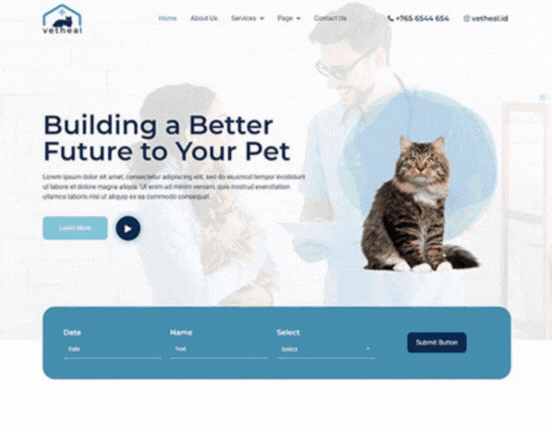 vetheal
Home About Us Services Page Contact Us +765 6544 654 vetheal.id
Building a Better
Future to Your Pet
Lorem ipsum dolor sit amet, consectetur adipiscing elit, sed do eiusmod tempor incididunt
ut labore et dolore magna aliqua. Ut enim ad minim veniam, quis nostrud exercitation
ullamco laboris nisi ut aliquip ex ea commodo consequat.
Learn More
Date Name Select
Date Text Select
Submit Button